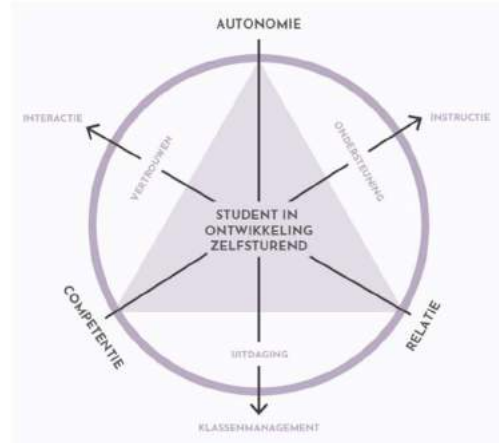 AUTONOMIE
INTERACTIE
INSTRUCTIE
VERTROUWEN
ONDERSTEUNING
STUDENT IN
ONTWIKKELING
ZELFSTUREND
COMPETENTIE
RELATIE
UITDAGING
KLASSENMANAGEMENT